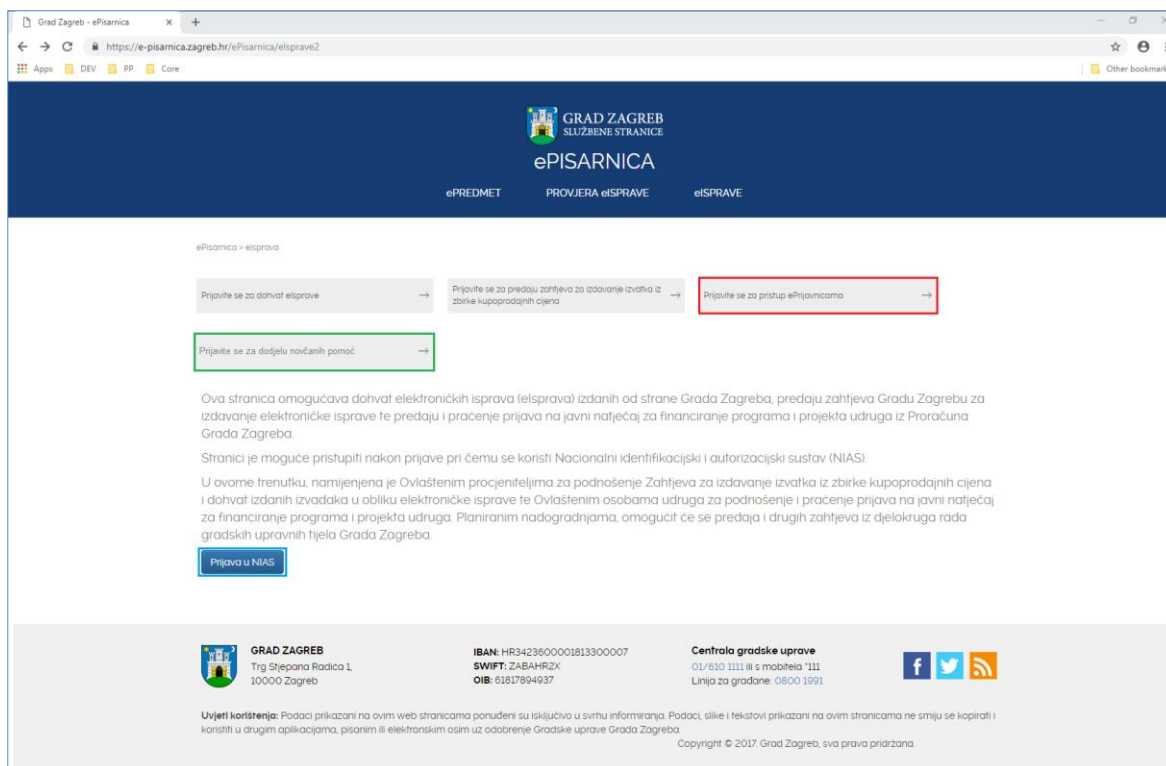 Grad Zagreb - ePisarnica
https://e-pisarnica.zagreb.hr/ePisarnica/eIsprave2
Apps DEV PP Core Other bookmark
GRAD ZAGREB
SLUŽBENE STRANICE
ePISARNICA
ePREDMET PROVJERA eISPRAVE eISPRAVE
ePisarnica > eIsprava
Prijavite se za dohvat eIsprave
Prijavite se za predaju zahtjeva za izdavanje izvatka iz
zbirke kupoprodajnih cijena
Prijavite se za pristup ePrijavnicama
Prijavite se za dodjelu novčanih pomoć
Ova stranica omogućava dohvat elektroničkih isprava (eIsprava) izdanih od strane Grada Zagreba, predaju zahtjeva Gradu Zagrebu za
izdavanje elektroničke isprave te predaju i praćenje prijava na javni natječaj za financiranje programa i projekta udruga iz Proračuna
Grada Zagreba.
Stranici je moguće pristupiti nakon prijave pri čemu se koristi Nacionalni identifikacijski i autorizacijski sustav (NIAS).
U ovome trenutku, namijenjena je Ovlaštenim procjeniteljima za podnošenje Zahtjeva za izdavanje izvatka iz zbirke kupoprodajnih cijena
i dohvat izdanih izvadaka u obliku elektroničke isprave te Ovlaštenim osobama udruga za podnošenje i praćenje prijava na javni natječaj
za financiranje programa i projekta udruga. Planiranim nadogradnjama, omogućit će se predaja i drugih zahtjeva iz djelokruga rada
gradskih upravnih tijela Grada Zagreba.
Prijava u NIAS
GRAD ZAGREB
Trg Stjepana Radića 1,
10000 Zagreb
IBAN: HR3423600001813300007
SWIFT: ZABAHR2X
OIB: 61817894937
Centrala gradske uprave
01/610 1111 ili s mobitela *111
Linija za građane: 0800 1991
Uvjeti korištenja: Podaci prikazani na ovim web stranicama ponuđeni su isključivo u svrhu informiranja. Podaci, slike i tekstovi prikazani na ovim stranicama ne smiju se kopirati i
koristiti u drugim aplikacijama, pisanim ili elektronskim osim uz odobrenje Gradske uprave Grada Zagreba.
Copyright © 2017. Grad Zagreb, sva prava pridržana.